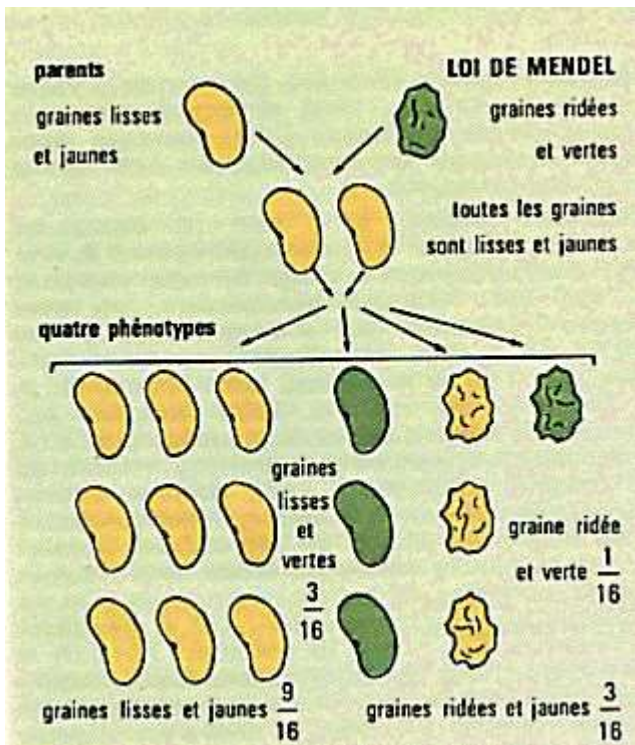 parents
graines lisses
et jaunes
LOI DE MENDEL
graines ridées
et vertes
toutes les graines
sont lisses et jaunes
quatre phénotypes
graines
lisses
et
vertes
3
16
graine ridée
et verte 1
16
graines lisses et jaunes 9
16
graines ridées et jaunes 3
16